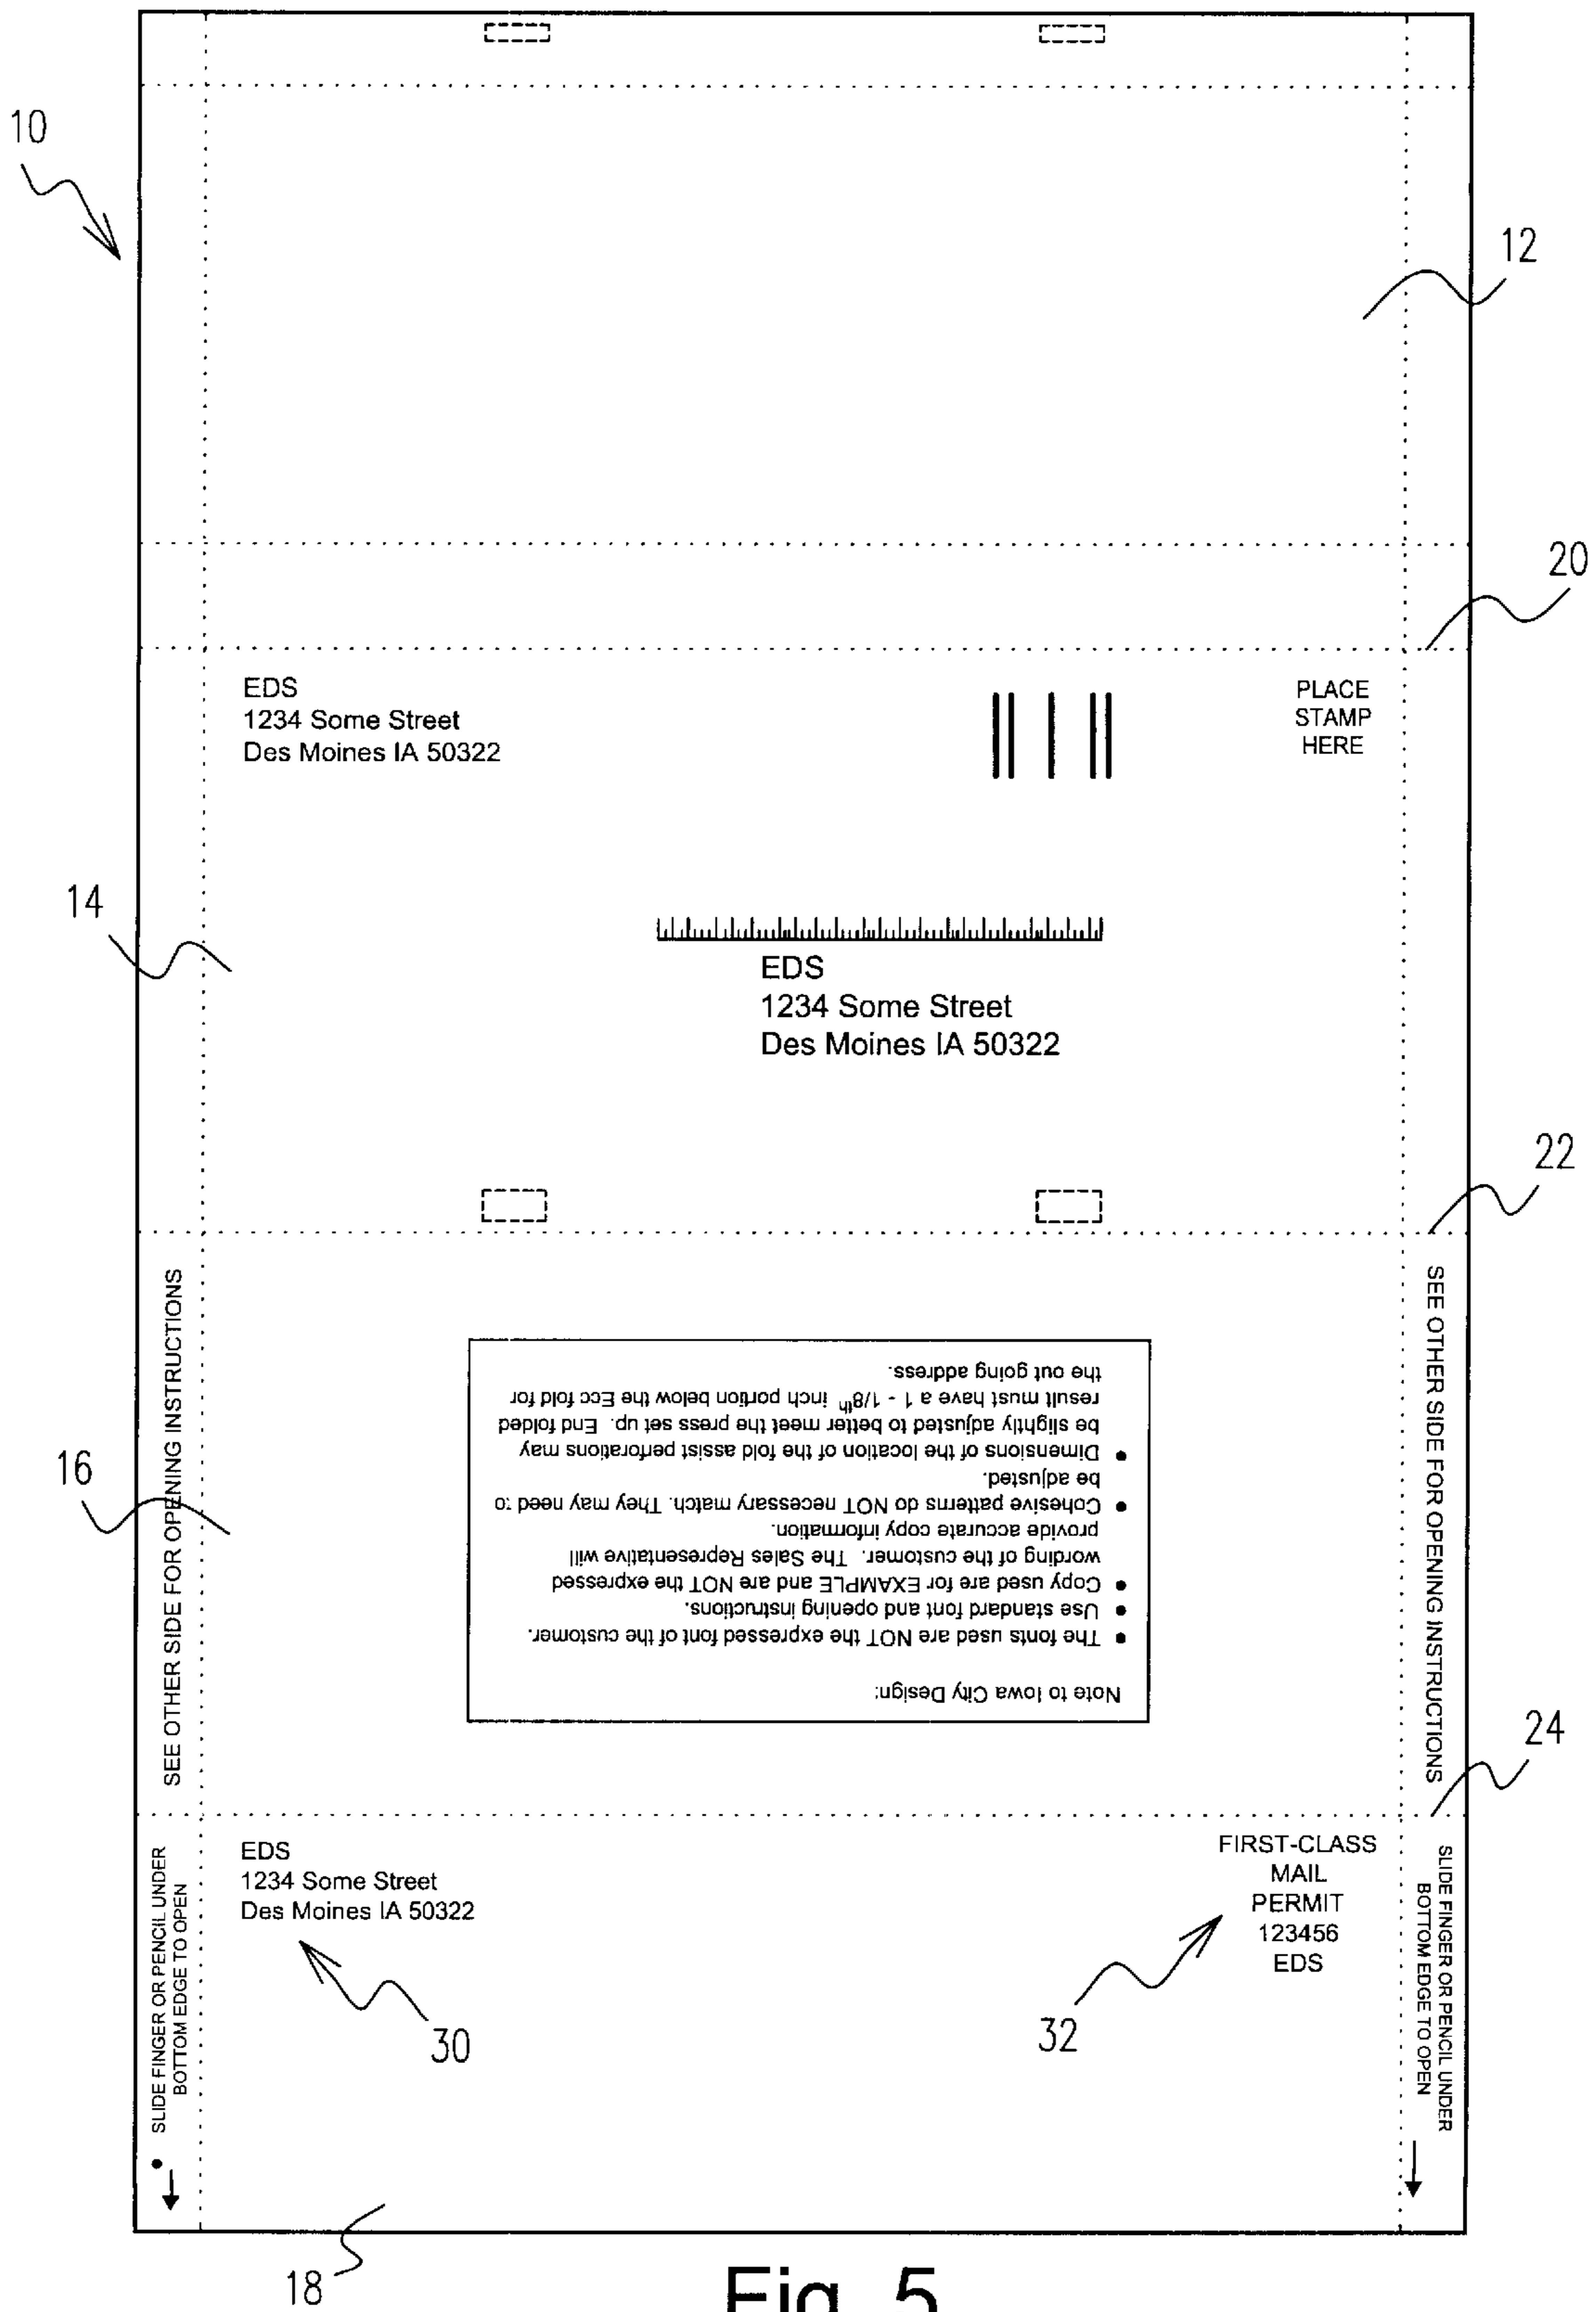 10
12
20
EDS
1234 Some Street
Des Moines IA 50322
PLACE
STAMP
HERE
14
EDS
1234 Some Street
Des Moines IA 50322
22
SEE OTHER SIDE FOR OPENING INSTRUCTIONS
SEE OTHER SIDE FOR OPENING INSTRUCTIONS
16
Note to Iowa City Design:
• The fonts used are NOT the expressed font of the customer.
• Use standard font and opening instructions.
• Copy used are for EXAMPLE and are NOT the expressed
wording of the customer. The Sales Representative will
provide accurate copy information.
• Cohesive patterns do NOT necessary match. They may need to
be adjusted.
• Dimensions of the location of the fold assist perforations may
be slightly adjusted to better meet the press set up. End folded
result must have a 1 - 1/8th inch portion below the Ecc fold for
the out going address.
24
SLIDE FINGER OR PENCIL UNDER
BOTTOM EDGE TO OPEN
EDS
1234 Some Street
Des Moines IA 50322
FIRST-CLASS
MAIL
PERMIT
123456
EDS
SLIDE FINGER OR PENCIL UNDER
BOTTOM EDGE TO OPEN
30
32
18
Fig. 5